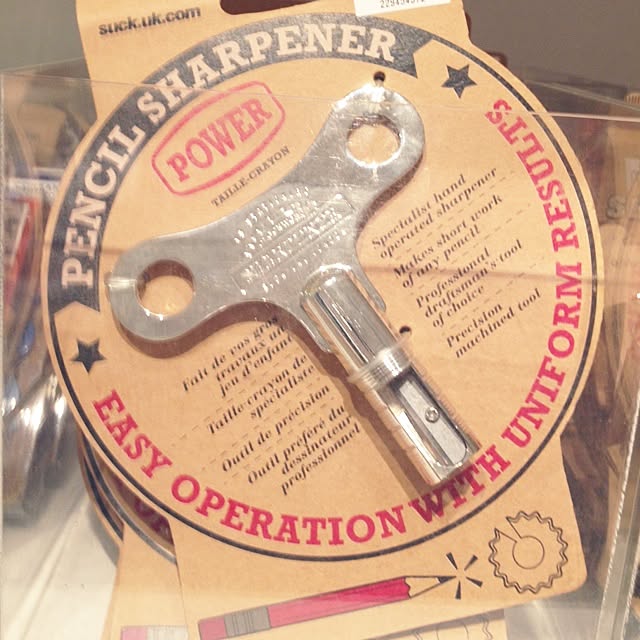 suck.uk.com
PENCIL SHARPENER
POWER
TAILLE-CRAYON
Specialist hand
operated sharpener
Makes short work
of any pencil
Professional
draftsmen's tool
of choice
Precision
machined tool
Fait de vos
travaux un
jeu d'enfant
Taille crayon de
spécialiste
Outil de précision
Outil préféré du
dessinateur
professionnel
EASY OPERATION WITH UNIFORM RESULTS